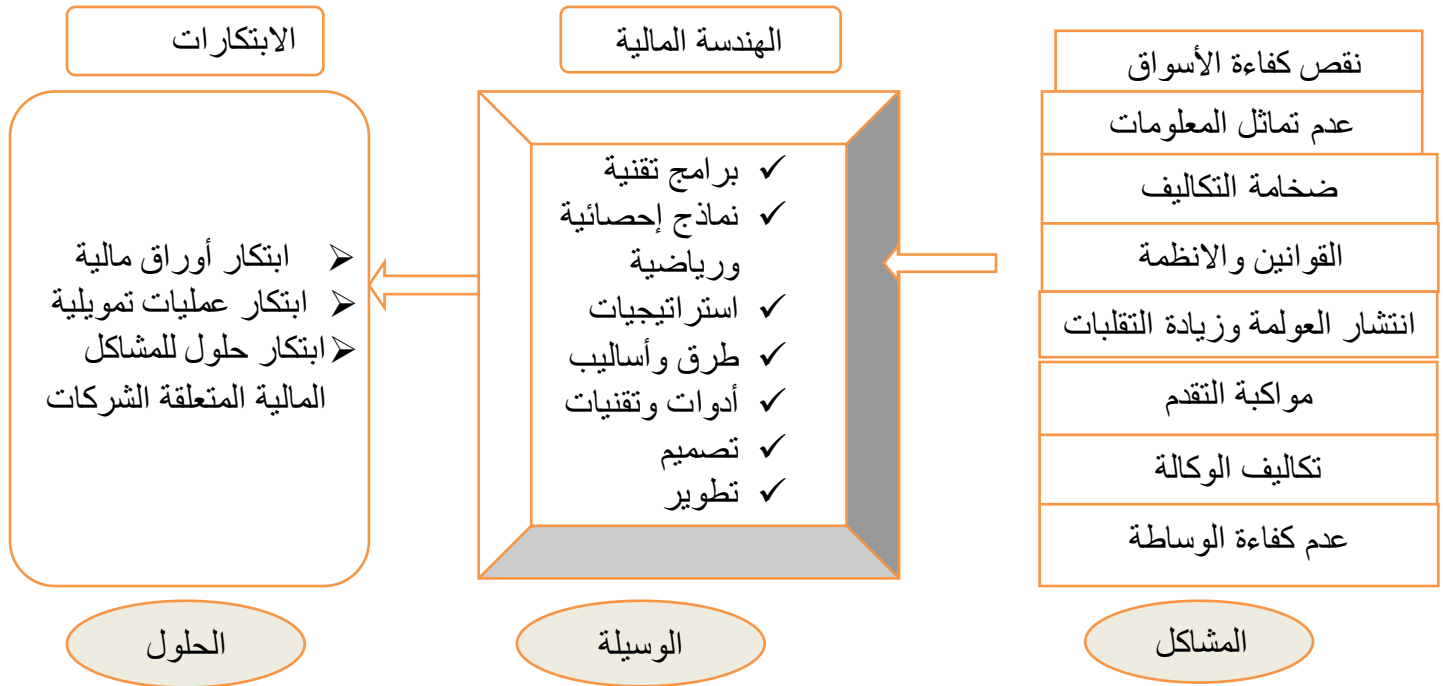 نقص كفاءة الأسواق
عدم تماثل المعلومات
ضخامة التكاليف
القوانين والانظمة
انتشار العولمة وزيادة التقلبات
مواكبة التقدم
تكاليف الوكالة
عدم كفاءة الوساطة
المشاكل
الهندسة المالية
✓ برامج تقنية
✓ نماذج إحصائية
ورياضية
✓ استراتيجيات
✓ طرق وأساليب
✓ أدوات وتقنيات
✓ تصميم
✓ تطوير
الوسيلة
الابتكارات
➢ ابتكار أوراق مالية
➢ ابتكار عمليات تمويلية
➢ ابتكار حلول للمشاكل
المالية المتعلقة الشركات
الحلول